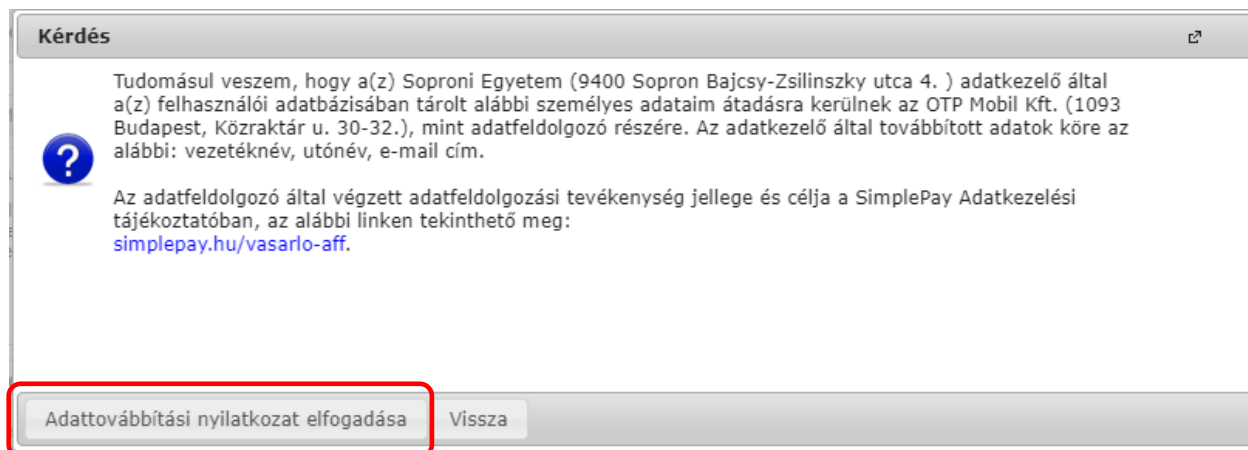 Kérdés
Tudomásul veszem, hogy a(z) Soproni Egyetem (9400 Sopron Bajcsy-Zsilinszky utca 4. ) adatkezelő által
a(z) felhasználói adatbázisában tárolt alábbi személyes adataim átadásra kerülnek az OTP Mobil Kft. (1093
Budapest, Közraktár u. 30-32.), mint adatfeldolgozó részére. Az adatkezelő által továbbított adatok köre az
alábbi: vezetéknév, utónév, e-mail cím.
Az adatfeldolgozó által végzett adatfeldolgozási tevékenység jellege és célja a SimplePay Adatkezelési
tájékoztatóban, az alábbi linken tekinthető meg:
simplepay.hu/vasarlo-aff.
Adattovábbítási nyilatkozat elfogadása Vissza